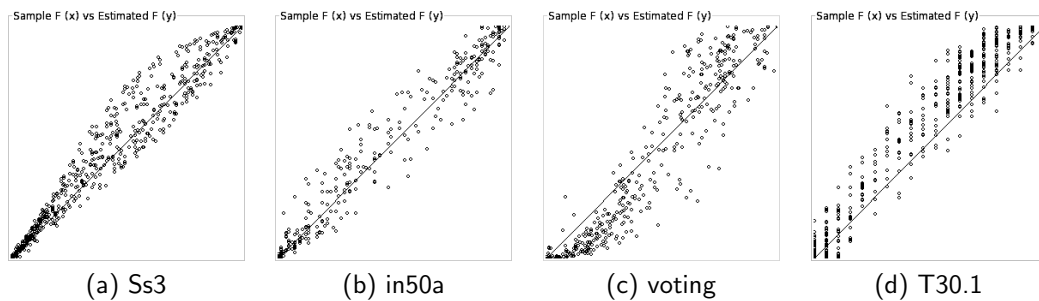 Sample F (x) vs Estimated F (y)
Sample F (x) vs Estimated F (y)
Sample F (x) vs Estimated F (y)
Sample F (x) vs Estimated F (y)
(a) Ss3
(b) in50a
(c) voting
(d) T30.1